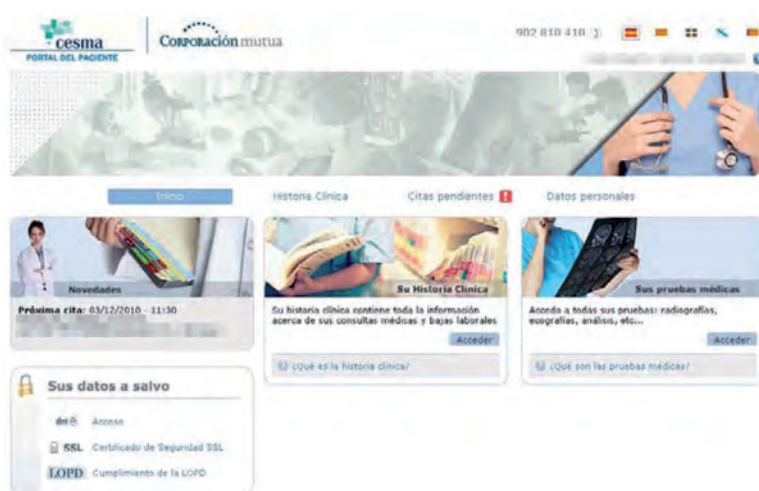 cesma
PORTAL DEL PACIENTE
CORPORACIÓN mutua
902 810 410
Inicio
Historia Clínica
Citas pendientes !
Datos personales
Novedades
Próxima cita: 03/12/2010 - 11:30
Su Historia Clínica
Su historia clínica contiene toda la información
acerca de sus consultas médicas y bajas laborales
Acceder
¿Qué es la historia clínica?
Sus pruebas médicas
Acceda a todas sus pruebas: radiografías,
ecografías, análisis, etc...
Acceder
¿Qué son las pruebas médicas?
Sus datos a salvo
dni e Acceso
SSL Certificado de Seguridad SSL
LOPD Cumplimiento de la LOPD